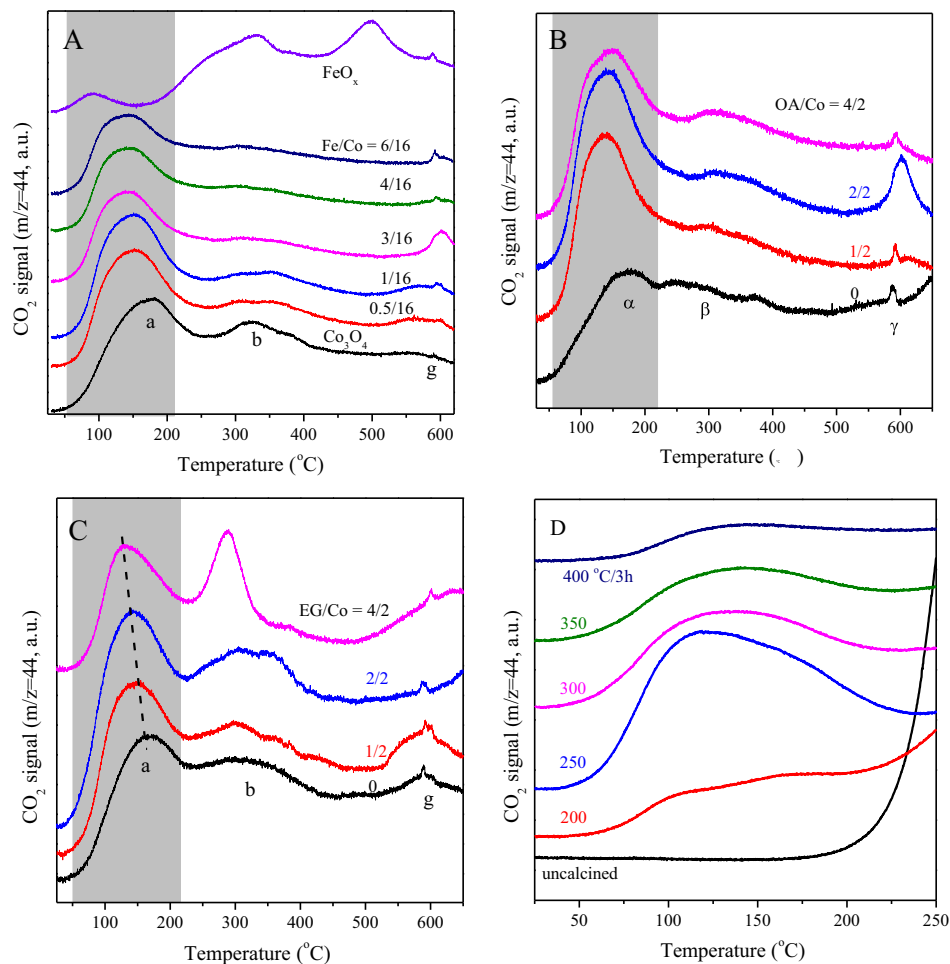 A
FeOₓ
Fe/Co = 6/16
4/16
3/16
1/16
0.5/16
Co₃O₄
a
b
g
CO₂ signal (m/z=44, a.u.)
100 200 300 400 500 600
Temperature (°C)
B
OA/Co = 4/2
2/2
1/2
0
α
β
γ
CO₂ signal (m/z=44, a.u.)
100 200 300 400 500 600
Temperature ( )
C
EG/Co = 4/2
2/2
1/2
0
a
b
g
CO₂ signal (m/z=44, a.u.)
100 200 300 400 500 600
Temperature (°C)
D
400 °C/3h
350
300
250
200
uncalcined
CO₂ signal (m/z=44, a.u.)
50 100 150 200 250
Temperature (°C)